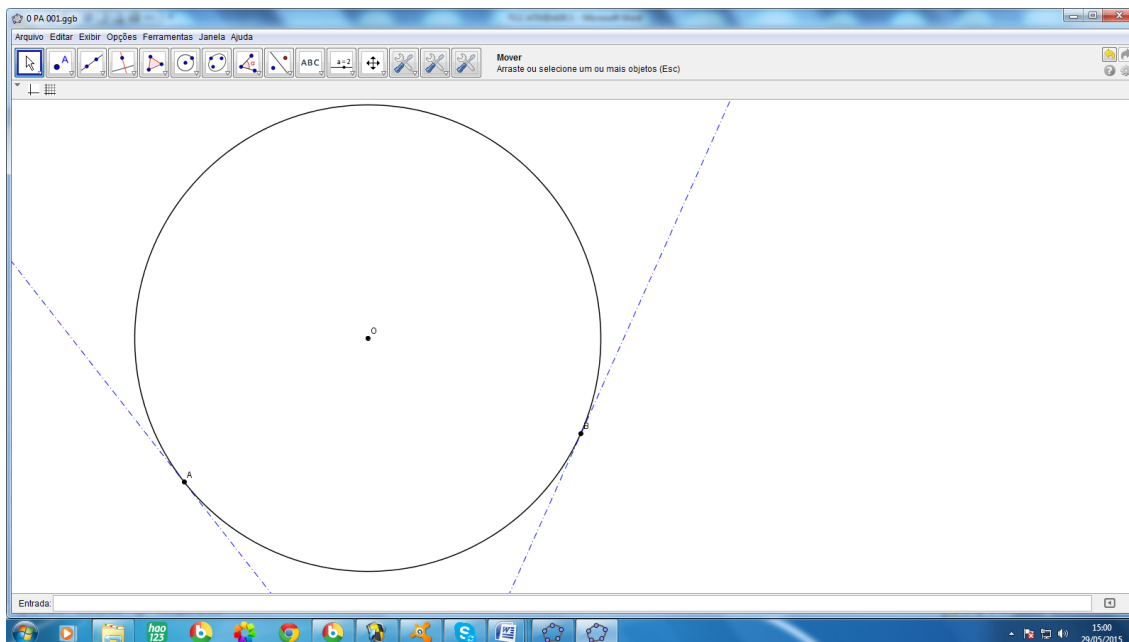 0 PA 001.ggb
Arquivo Editar Exibir Opções Ferramentas Janela Ajuda
A
α
ABC
a=2
Mover
Arraste ou selecione um ou mais objetos (Esc)
O
B
A
Entrada:
hao
123
15:00
29/05/2015